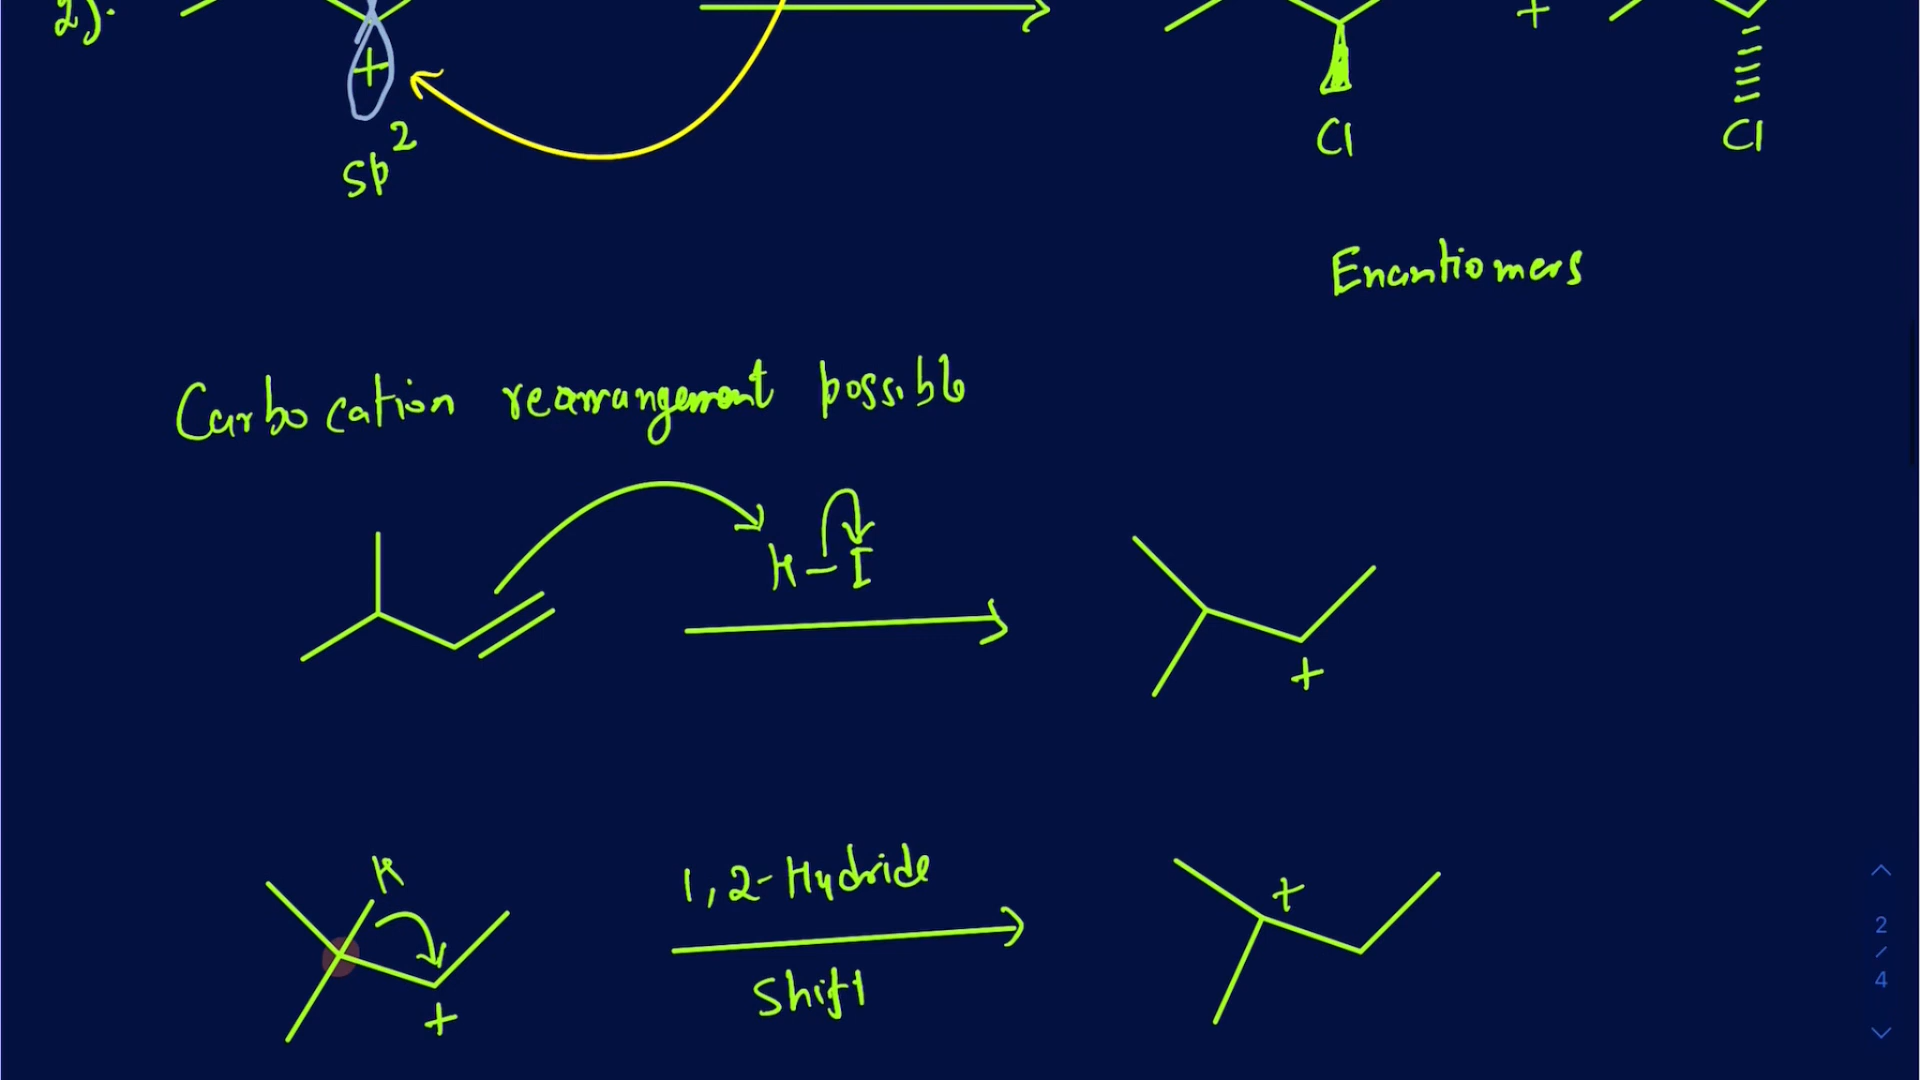 2).
+
+
sp2
Cl
Cl
Enantiomers
Carbocation rearrangement possible
H-I
+
H
1,2-Hydride
+
Shift
+
2
/
4